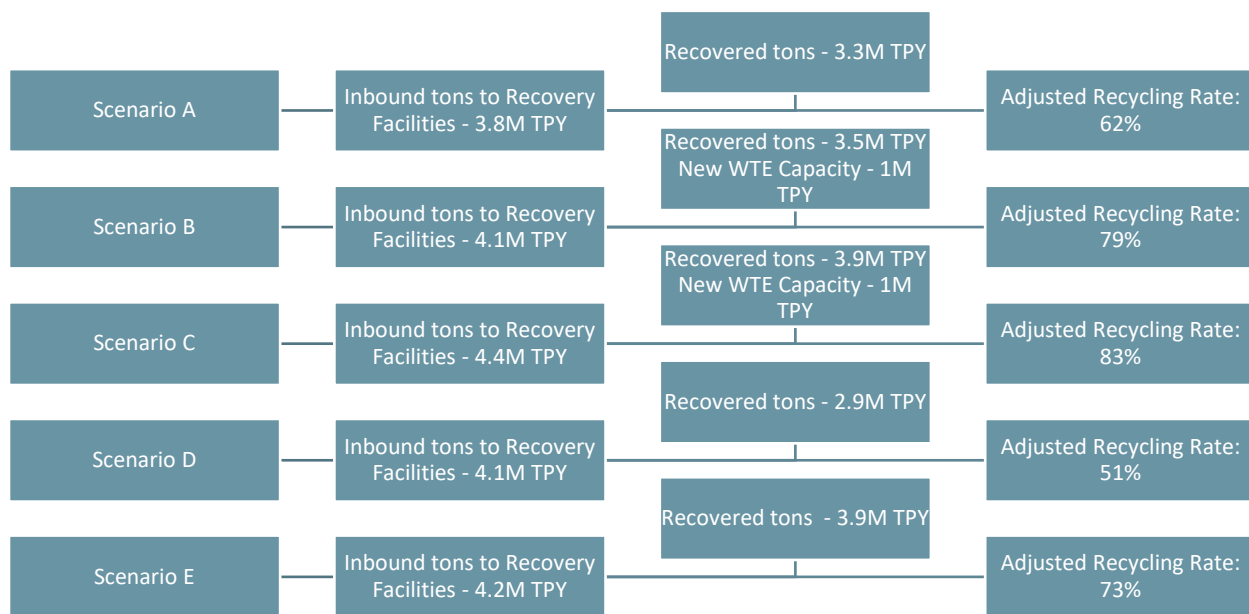 Scenario A
Inbound tons to Recovery
Facilities - 3.8M TPY
Recovered tons - 3.3M TPY
Adjusted Recycling Rate:
62%
Scenario B
Inbound tons to Recovery
Facilities - 4.1M TPY
Recovered tons - 3.5M TPY
New WTE Capacity - 1M
TPY
Adjusted Recycling Rate:
79%
Scenario C
Inbound tons to Recovery
Facilities - 4.4M TPY
Recovered tons - 3.9M TPY
New WTE Capacity - 1M
TPY
Adjusted Recycling Rate:
83%
Scenario D
Inbound tons to Recovery
Facilities - 4.1M TPY
Recovered tons - 2.9M TPY
Adjusted Recycling Rate:
51%
Scenario E
Inbound tons to Recovery
Facilities - 4.2M TPY
Recovered tons  - 3.9M TPY
Adjusted Recycling Rate:
73%